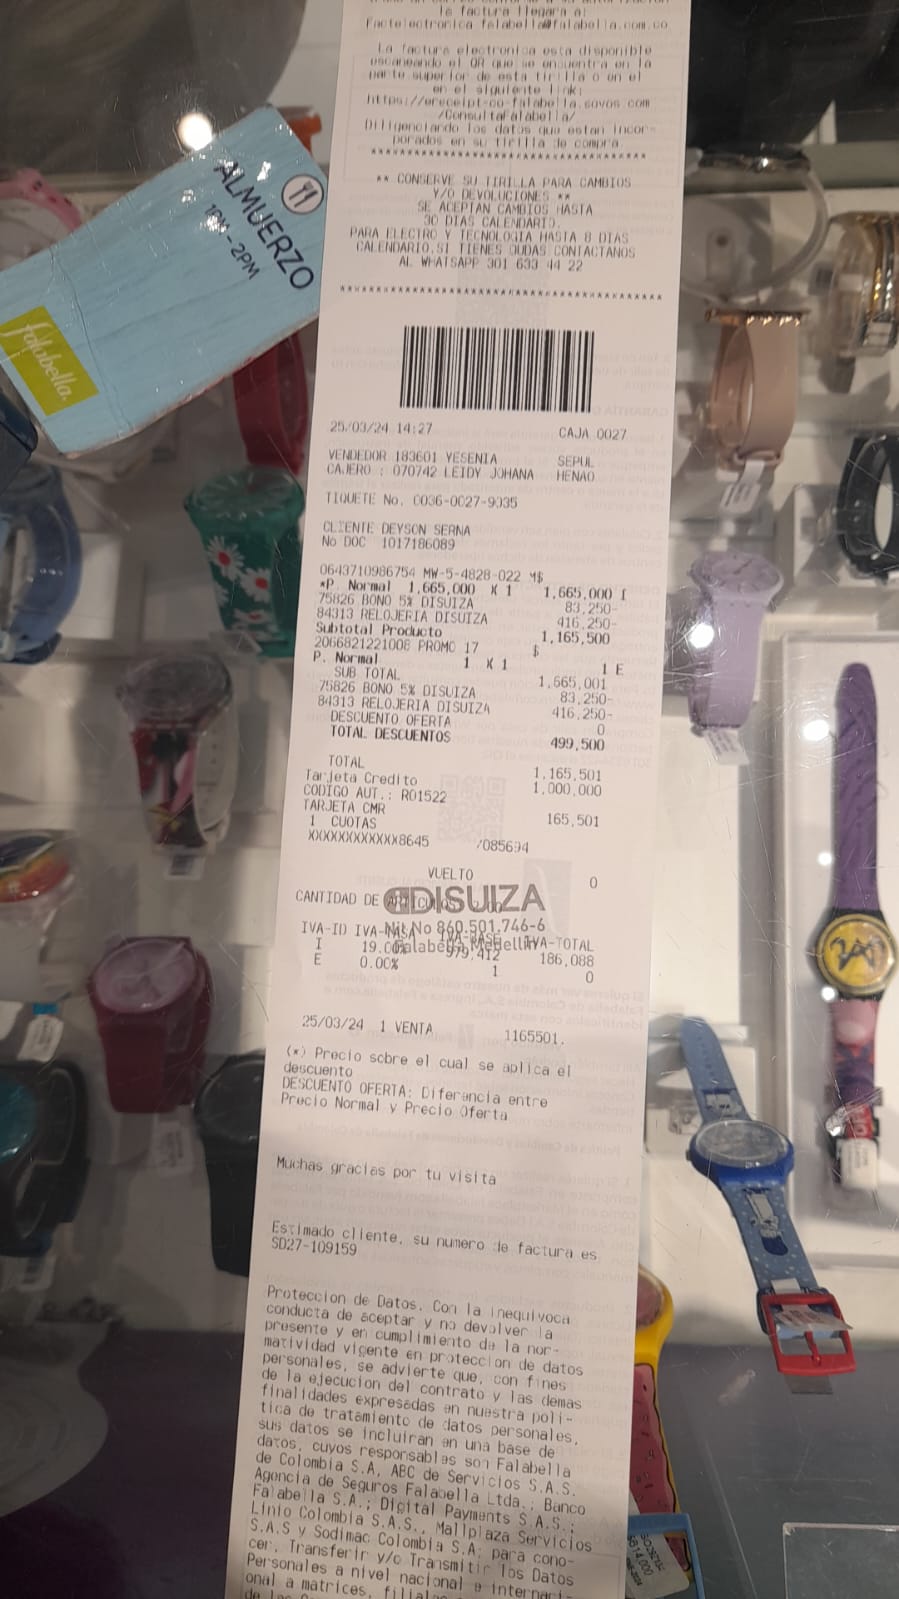 la factura llegara a:
Factelectronica falabella@falabella.com.co
La factura electronica esta disponible
escaneando el QR que se encuentra en la
parte superior de esta tirilla o en el
en el siguiente link:
https://ereceipt-co-falabella.sovos.com
/ConsultaFalabella/
Diligenciando los datos que estan incor-
porados en su tirilla de compra
****************************************
** CONSERVE SU TIRILLA PARA CAMBIOS
Y/O DEVOLUCIONES **
SE ACEPTAN CAMBIOS HASTA
30 DIAS CALENDARIO.
PARA ELECTRO Y TECNOLOGIA HASTA 8 DIAS
CALENDARIO.SI TIENES DUDAS CONTACTANOS
AL WHATSAPP 301 633 44 22
****************************************
ALMUERZO
1PM - 2PM
falabella.
25/03/24 14:27 CAJA 0027
VENDEDOR 183601 YESENIA SEPUL
CAJERO : 070742 LEIDY JOHANA HENAO
TIQUETE No. 0036-0027-9035
CLIENTE DEYSON SERNA
No DOC 1017186089
0643710986754 MW-5-4828-022 M$
*P. Normal 1,665,000 X 1 1,665,000 I
75826 BONO 5% DISUIZA 83,250-
84313 RELOJERIA DISUIZA 416,250-
Subtotal Producto 1,165,500
2066821221008 PROMO 17 $
P. Normal 1 X 1 1 E
SUB TOTAL 1,665,001
75826 BONO 5% DISUIZA 83,250-
84313 RELOJERIA DISUIZA 416,250-
DESCUENTO OFERTA 0
TOTAL DESCUENTOS 499,500
TOTAL 1,165,501
Tarjeta Credito 1,000,000
CODIGO AUT.: R01522
TARJETA CMR 165,501
1 CUOTAS
XXXXXXXXXXXX8645 /085694
VUELTO 0
CANTIDAD DE
DISUIZA
Nit No 860.501.746-6
Falabella Medellin
IVA-ID IVA-TASA IVA-BASE IVA-TOTAL
I 19.00% 979,412 186,088
E 0.00% 1 0
25/03/24 1 VENTA 1165501.
(*) Precio sobre el cual se aplica el
descuento
DESCUENTO OFERTA: Diferencia entre
Precio Normal y Precio Oferta
Muchas gracias por tu visita
Estimado cliente, su numero de factura es
SD27-109159
Proteccion de Datos. Con la inequivoca
conducta de aceptar y no devolver la
presente y en cumplimiento de la nor-
matividad vigente en proteccion de datos
personales, se advierte que, con fines
de la ejecucion del contrato y las demas
finalidades expresadas en nuestra poli-
tica de tratamiento de datos personales,
sus datos se incluiran en una base de
datos, cuyos responsables son Falabella
de Colombia S.A, ABC de Servicios S.A.S.
Agencia de Seguros Falabella Ltda.; Banco
Falabella S.A.; Digital Payments S.A.S.;
Linio Colombia S.A.S., Mallplaza Servicios
S.A.S y Sodimac Colombia S.A; para cono-
cer, Transferir y/o Transmitir los Datos
Personales a nivel nacional e internaci-
onal a matrices, filiales